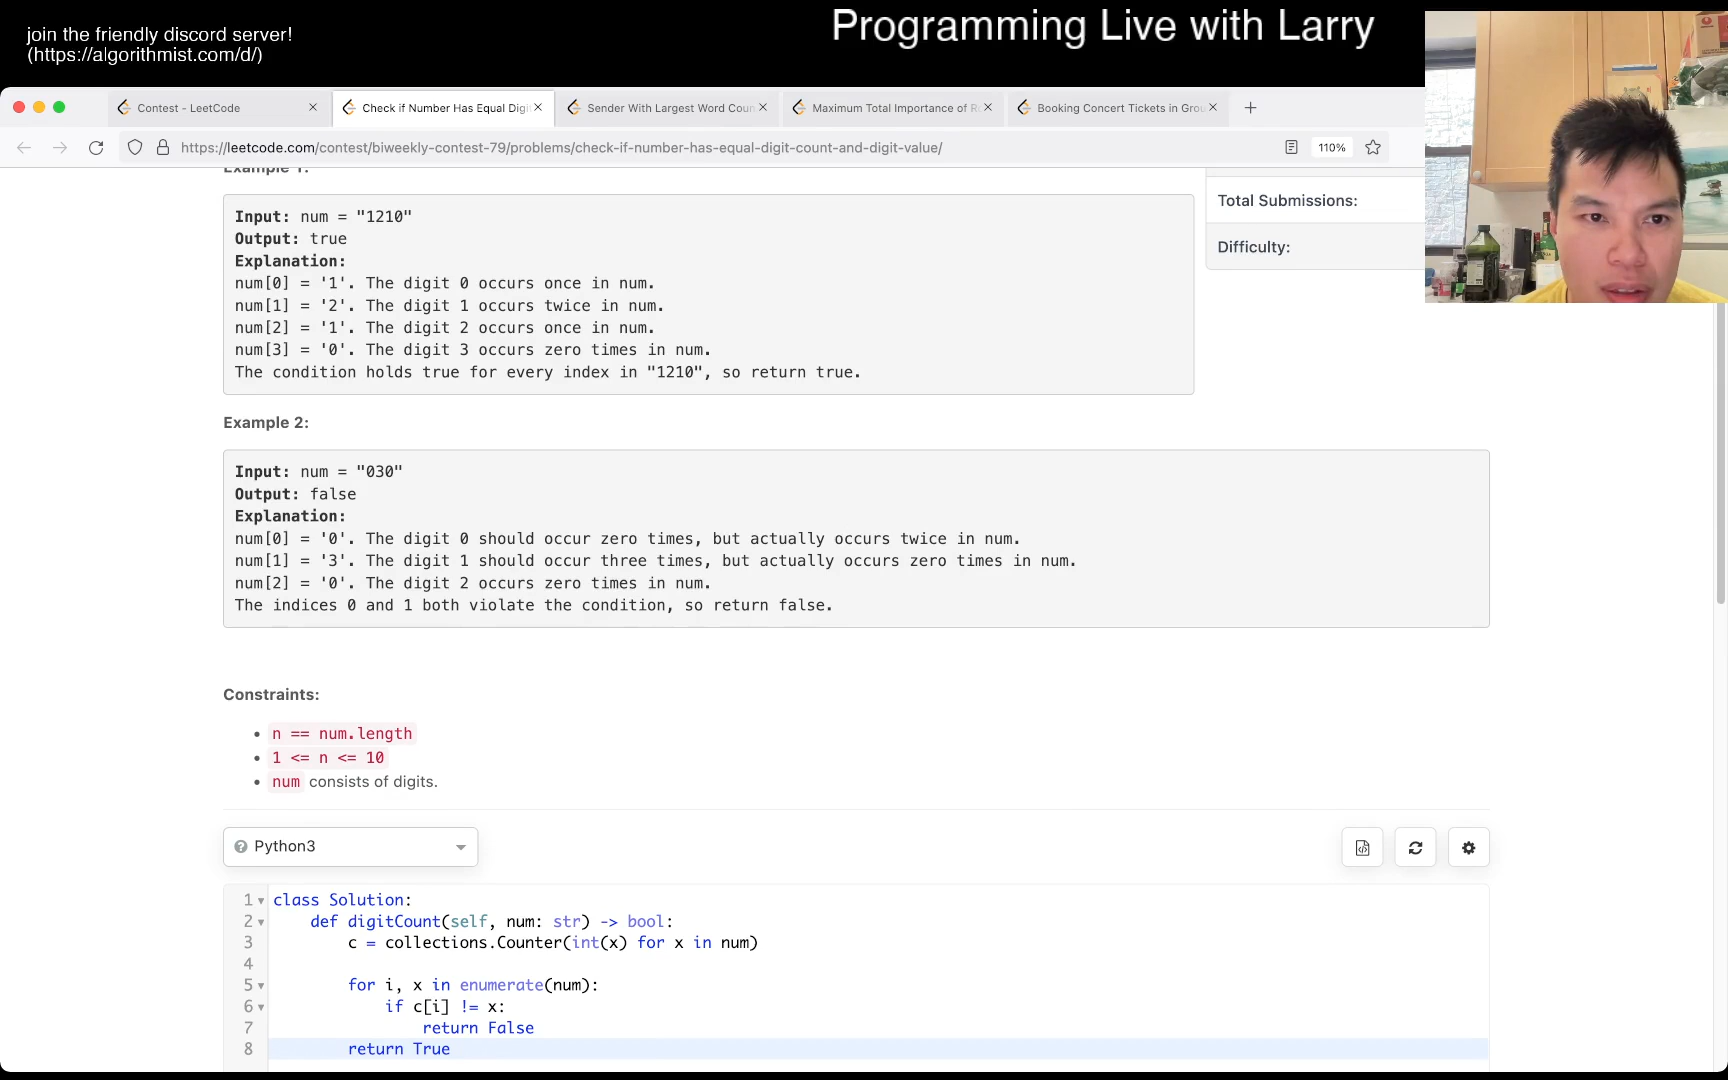 join the friendly discord server!
(https://algorithmist.com/d/)
Programming Live with Larry
Contest - LeetCode
Check if Number Has Equal Digi
Sender With Largest Word Coun
Maximum Total Importance of R
Booking Concert Tickets in Grou
https://leetcode.com/contest/biweekly-contest-79/problems/check-if-number-has-equal-digit-count-and-digit-value/
110%
Example 1:
Input: num = "1210"
Output: true
Explanation:
num[0] = '1'. The digit 0 occurs once in num.
num[1] = '2'. The digit 1 occurs twice in num.
num[2] = '1'. The digit 2 occurs once in num.
num[3] = '0'. The digit 3 occurs zero times in num.
The condition holds true for every index in "1210", so return true.
Total Submissions:
Difficulty:
Example 2:
Input: num = "030"
Output: false
Explanation:
num[0] = '0'. The digit 0 should occur zero times, but actually occurs twice in num.
num[1] = '3'. The digit 1 should occur three times, but actually occurs zero times in num.
num[2] = '0'. The digit 2 occurs zero times in num.
The indices 0 and 1 both violate the condition, so return false.
Constraints:
n == num.length
1 <= n <= 10
num consists of digits.
Python3
1 class Solution:
2 def digitCount(self, num: str) -> bool:
3 c = collections.Counter(int(x) for x in num)
4
5 for i, x in enumerate(num):
6 if c[i] != x:
7 return False
8 return True